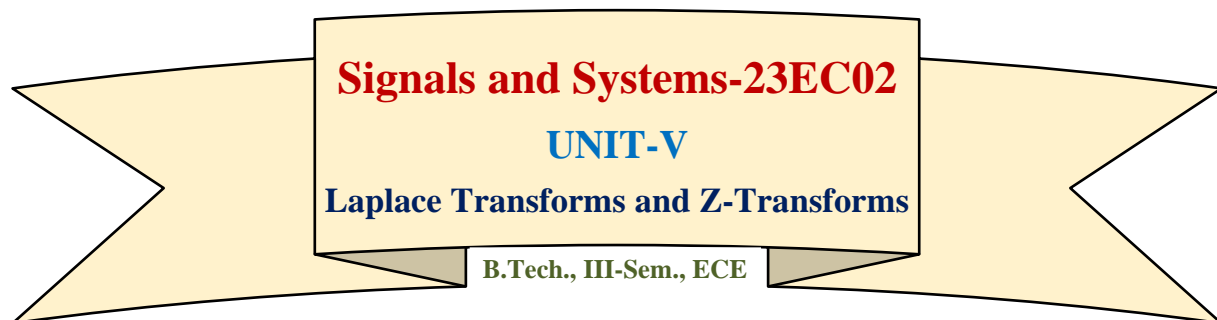 Signals and Systems-23EC02
UNIT-V
Laplace Transforms and Z-Transforms
B.Tech., III-Sem., ECE